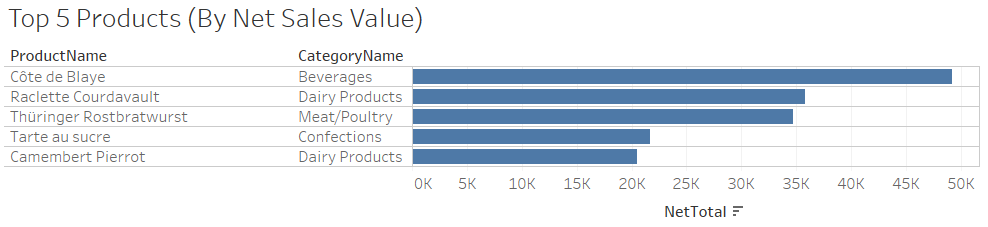 Top 5 Products (By Net Sales Value)
ProductName CategoryName
Côte de Blaye Beverages
Raclette Courdavault Dairy Products
Thüringer Rostbratwurst Meat/Poultry
Tarte au sucre Confections
Camembert Pierrot Dairy Products
0K 5K 10K 15K 20K 25K 30K 35K 40K 45K 50K
NetTotal